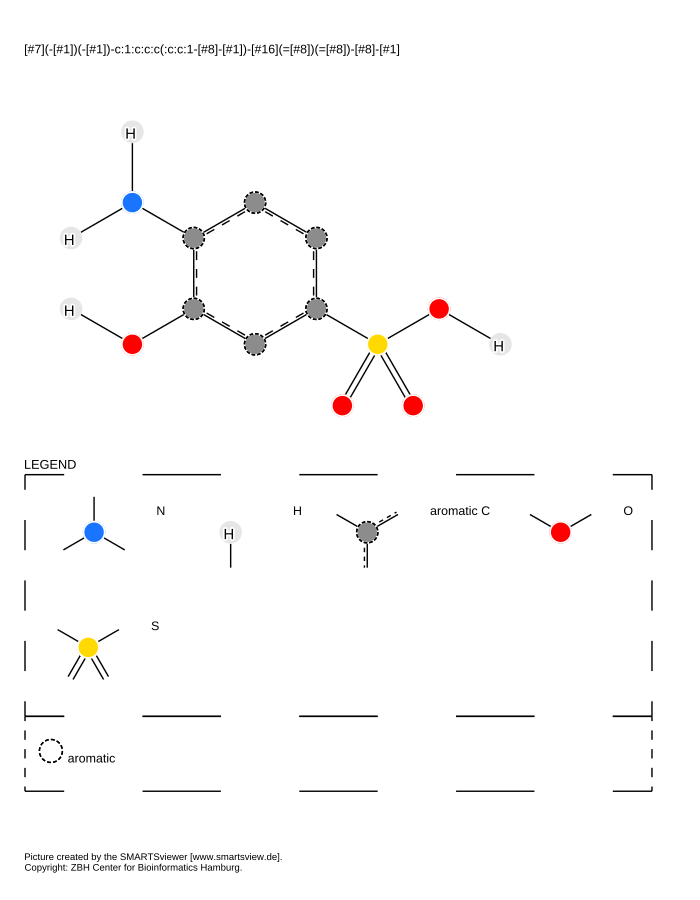 [#7](-[#1])(-[#1])-c:1:c:c:c(:c:c:1-[#8]-[#1])-[#16](=[#8])(=[#8])-[#8]-[#1]
H
H
H
H
LEGEND
N H H aromatic C O
S
aromatic
Picture created by the SMARTSviewer [www.smartsview.de].
Copyright: ZBH Center for Bioinformatics Hamburg.